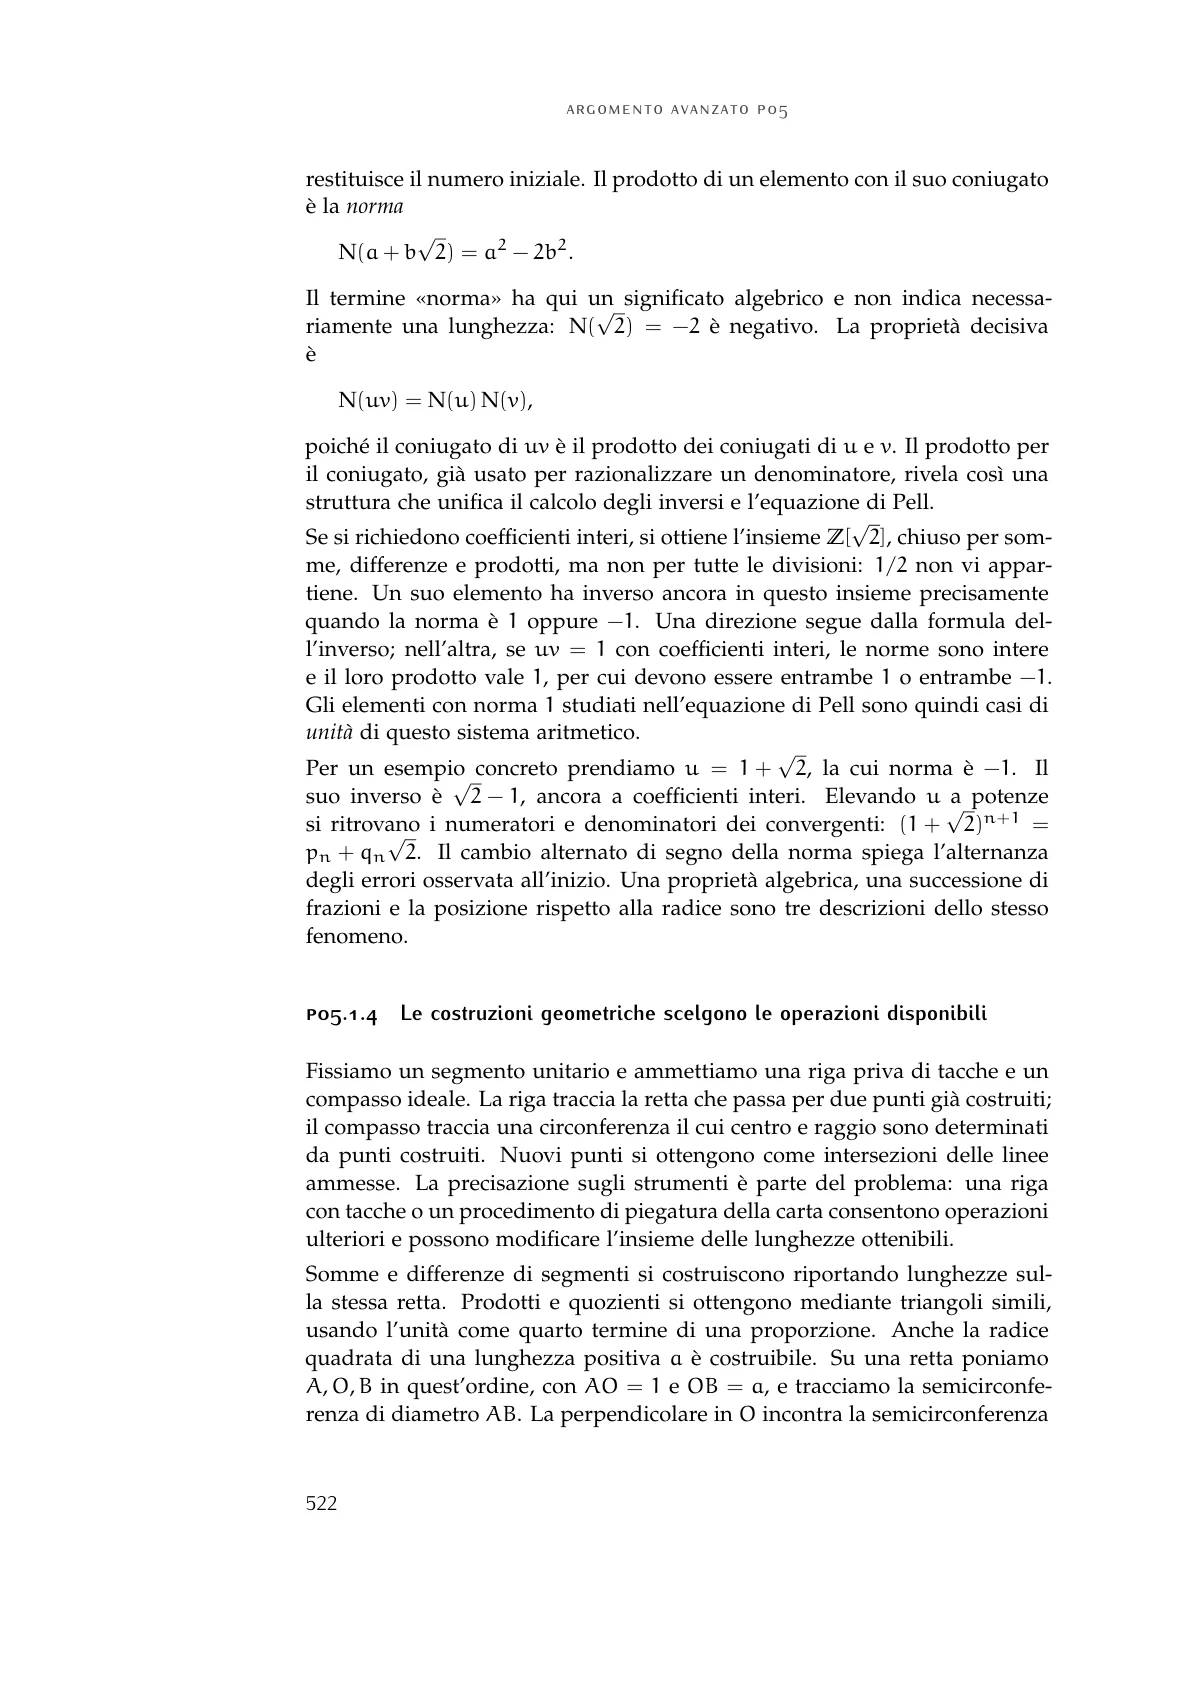 ARGOMENTO AVANZATO P05
restituisce il numero iniziale. Il prodotto di un elemento con il suo coniugato
è la norma
N(a + b√2) = a² − 2b².
Il termine «norma» ha qui un significato algebrico e non indica necessa-
riamente una lunghezza: N(√2) = −2 è negativo. La proprietà decisiva
è
N(uv) = N(u) N(v),
poiché il coniugato di uv è il prodotto dei coniugati di u e v. Il prodotto per
il coniugato, già usato per razionalizzare un denominatore, rivela così una
struttura che unifica il calcolo degli inversi e l'equazione di Pell.
Se si richiedono coefficienti interi, si ottiene l'insieme ℤ[√2], chiuso per som-
me, differenze e prodotti, ma non per tutte le divisioni: 1/2 non vi appar-
tiene. Un suo elemento ha inverso ancora in questo insieme precisamente
quando la norma è 1 oppure −1. Una direzione segue dalla formula del-
l'inverso; nell'altra, se uv = 1 con coefficienti interi, le norme sono intere
e il loro prodotto vale 1, per cui devono essere entrambe 1 o entrambe −1.
Gli elementi con norma 1 studiati nell'equazione di Pell sono quindi casi di
unità di questo sistema aritmetico.
Per un esempio concreto prendiamo u = 1 + √2, la cui norma è −1. Il
suo inverso è √2 − 1, ancora a coefficienti interi. Elevando u a potenze
si ritrovano i numeratori e denominatori dei convergenti: (1 + √2)ⁿ⁺¹ =
pₙ + qₙ√2. Il cambio alternato di segno della norma spiega l'alternanza
degli errori osservata all'inizio. Una proprietà algebrica, una successione di
frazioni e la posizione rispetto alla radice sono tre descrizioni dello stesso
fenomeno.
P05.1.4 Le costruzioni geometriche scelgono le operazioni disponibili
Fissiamo un segmento unitario e ammettiamo una riga priva di tacche e un
compasso ideale. La riga traccia la retta che passa per due punti già costruiti;
il compasso traccia una circonferenza il cui centro e raggio sono determinati
da punti costruiti. Nuovi punti si ottengono come intersezioni delle linee
ammesse. La precisazione sugli strumenti è parte del problema: una riga
con tacche o un procedimento di piegatura della carta consentono operazioni
ulteriori e possono modificare l'insieme delle lunghezze ottenibili.
Somme e differenze di segmenti si costruiscono riportando lunghezze sul-
la stessa retta. Prodotti e quozienti si ottengono mediante triangoli simili,
usando l'unità come quarto termine di una proporzione. Anche la radice
quadrata di una lunghezza positiva a è costruibile. Su una retta poniamo
A, O, B in quest'ordine, con AO = 1 e OB = a, e tracciamo la semicirconfe-
renza di diametro AB. La perpendicolare in O incontra la semicirconferenza
522